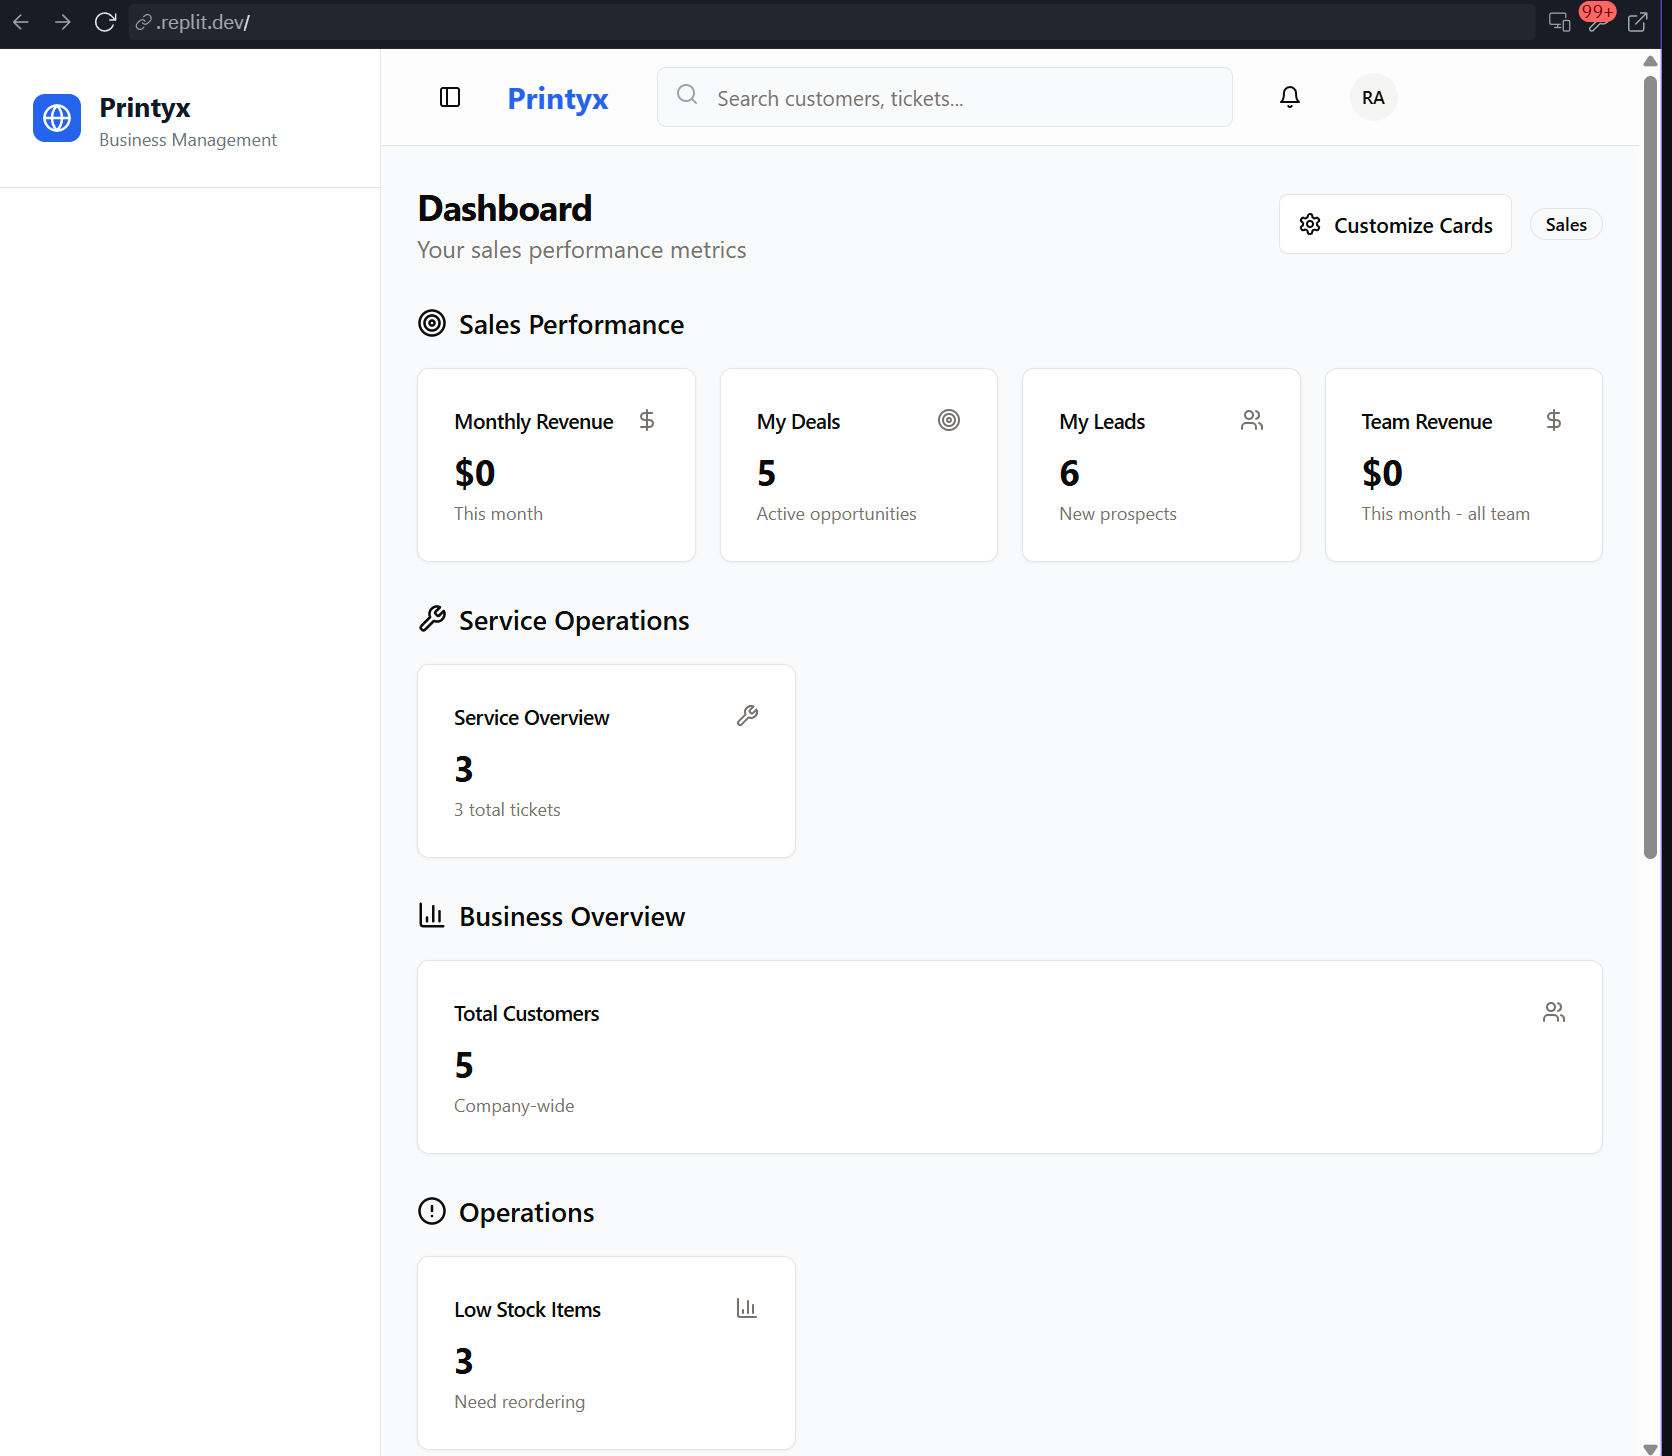 .replit.dev/
99+
Printyx
Business Management
Printyx
Search customers, tickets...
RA
Dashboard
Your sales performance metrics
Customize Cards
Sales
Sales Performance
Monthly Revenue
$0
This month
My Deals
5
Active opportunities
My Leads
6
New prospects
Team Revenue
$0
This month - all team
Service Operations
Service Overview
3
3 total tickets
Business Overview
Total Customers
5
Company-wide
Operations
Low Stock Items
3
Need reordering